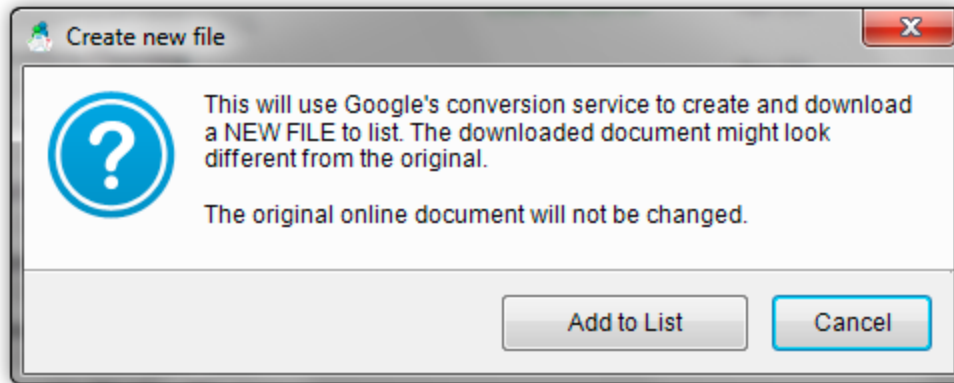 Create new file
This will use Google's conversion service to create and download
a NEW FILE to list. The downloaded document might look
different from the original.
The original online document will not be changed.
Add to List
Cancel